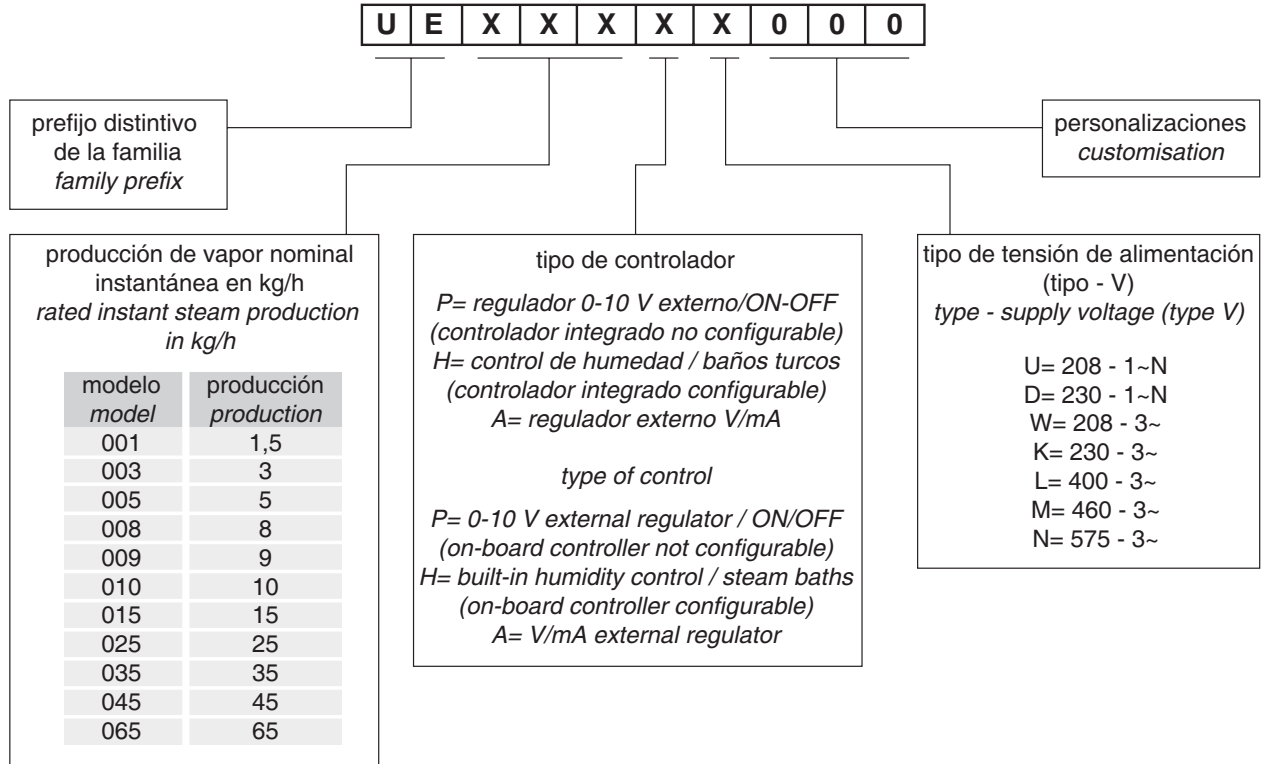 U E X X X X X 0 0 0
prefijo distintivo
de la familia
family prefix
personalizaciones
customisation
producción de vapor nominal
instantánea en kg/h
rated instant steam production
in kg/h
modelo producción
model production
001 1,5
003 3
005 5
008 8
009 9
010 10
015 15
025 25
035 35
045 45
065 65
tipo de controlador
P= regulador 0-10 V externo/ON-OFF
(controlador integrado no configurable)
H= control de humedad / baños turcos
(controlador integrado configurable)
A= regulador externo V/mA
type of control
P= 0-10 V external regulator / ON/OFF
(on-board controller not configurable)
H= built-in humidity control / steam baths
(on-board controller configurable)
A= V/mA external regulator
tipo de tensión de alimentación
(tipo - V)
type - supply voltage (type V)
U= 208 - 1~N
D= 230 - 1~N
W= 208 - 3~
K= 230 - 3~
L= 400 - 3~
M= 460 - 3~
N= 575 - 3~